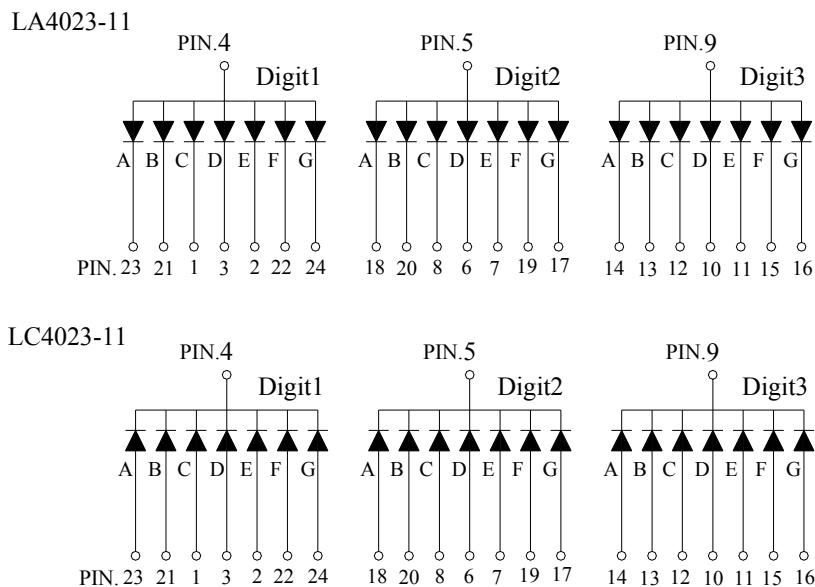 LA4023-11
PIN.4 PIN.5 PIN.9
Digit1 Digit2 Digit3
A B C D E F G A B C D E F G A B C D E F G
PIN. 23 21 1 3 2 22 24 18 20 8 6 7 19 17 14 13 12 10 11 15 16
LC4023-11
PIN.4 PIN.5 PIN.9
Digit1 Digit2 Digit3
A B C D E F G A B C D E F G A B C D E F G
PIN. 23 21 1 3 2 22 24 18 20 8 6 7 19 17 14 13 12 10 11 15 16